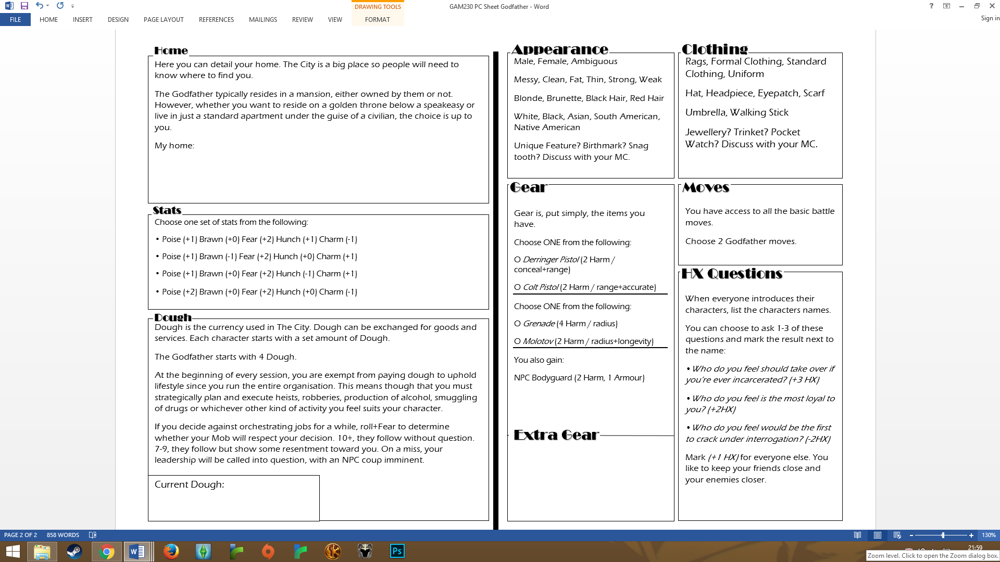 DRAWING TOOLS
GAM230 PC Sheet Godfather - Word
FILE
HOME
INSERT
DESIGN
PAGE LAYOUT
REFERENCES
MAILINGS
REVIEW
VIEW
FORMAT
Sign in
Home
Here you can detail your home. The City is a big place so people will need to
know where to find you.
The Godfather typically resides in a mansion, either owned by them or not.
However, whether you want to reside on a golden throne below a speakeasy or
live in just a standard apartment under the guise of a civilian, the choice is up to
you.
My home:
Stats
Choose one set of stats from the following:
• Poise (+1) Brawn (+0) Fear (+2) Hunch (+1) Charm (-1)
• Poise (+1) Brawn (-1) Fear (+2) Hunch (+0) Charm (+1)
• Poise (+1) Brawn (+0) Fear (+2) Hunch (-1) Charm (+1)
• Poise (+2) Brawn (+0) Fear (+2) Hunch (+0) Charm (-1)
Dough
Dough is the currency used in The City. Dough can be exchanged for goods and
services. Each character starts with a set amount of Dough.
The Godfather starts with 4 Dough.
At the beginning of every session, you are exempt from paying dough to uphold
lifestyle since you run the entire organisation. This means though that you must
strategically plan and execute heists, robberies, production of alcohol, smuggling
of drugs or whichever other kind of activity you feel suits your character.
If you decide against orchestrating jobs for a while, roll+Fear to determine
whether your Mob will respect your decision. 10+, they follow without question.
7-9, they follow but show some resentment toward you. On a miss, your
leadership will be called into question, with an NPC coup imminent.
Current Dough:
Appearance
Male, Female, Ambiguous
Messy, Clean, Fat, Thin, Strong, Weak
Blonde, Brunette, Black Hair, Red Hair
White, Black, Asian, South American,
Native American
Unique Feature? Birthmark? Snag
tooth? Discuss with your MC.
Clothing
Rags, Formal Clothing, Standard
Clothing, Uniform
Hat, Headpiece, Eyepatch, Scarf
Umbrella, Walking Stick
Jewellery? Trinket? Pocket
Watch? Discuss with your MC.
Gear
Gear is, put simply, the items you
have.
Choose ONE from the following:
O Derringer Pistol (2 Harm /
conceal+range)
O Colt Pistol (2 Harm / range+accurate)
Choose ONE from the following:
O Grenade (4 Harm / radius)
O Molotov (2 Harm / radius+longevity)
You also gain:
NPC Bodyguard (2 Harm, 1 Armour)
Extra Gear
Moves
You have access to all the basic battle
moves.
Choose 2 Godfather moves.
HX Questions
When everyone introduces their
characters, list the characters names.
You can choose to ask 1-3 of these
questions and mark the result next to
the name:
• Who do you feel should take over if
you're ever incarcerated? (+3 HX)
• Who do you feel is the most loyal to
you? (+2HX)
• Who do you feel would be the first
to crack under interrogation? (-2HX)
Mark (+1 HX) for everyone else. You
like to keep your friends close and
your enemies closer.
PAGE 2 OF 2
858 WORDS
130%
Ps
21:59
Zoom level. Click to open the Zoom dialog box.